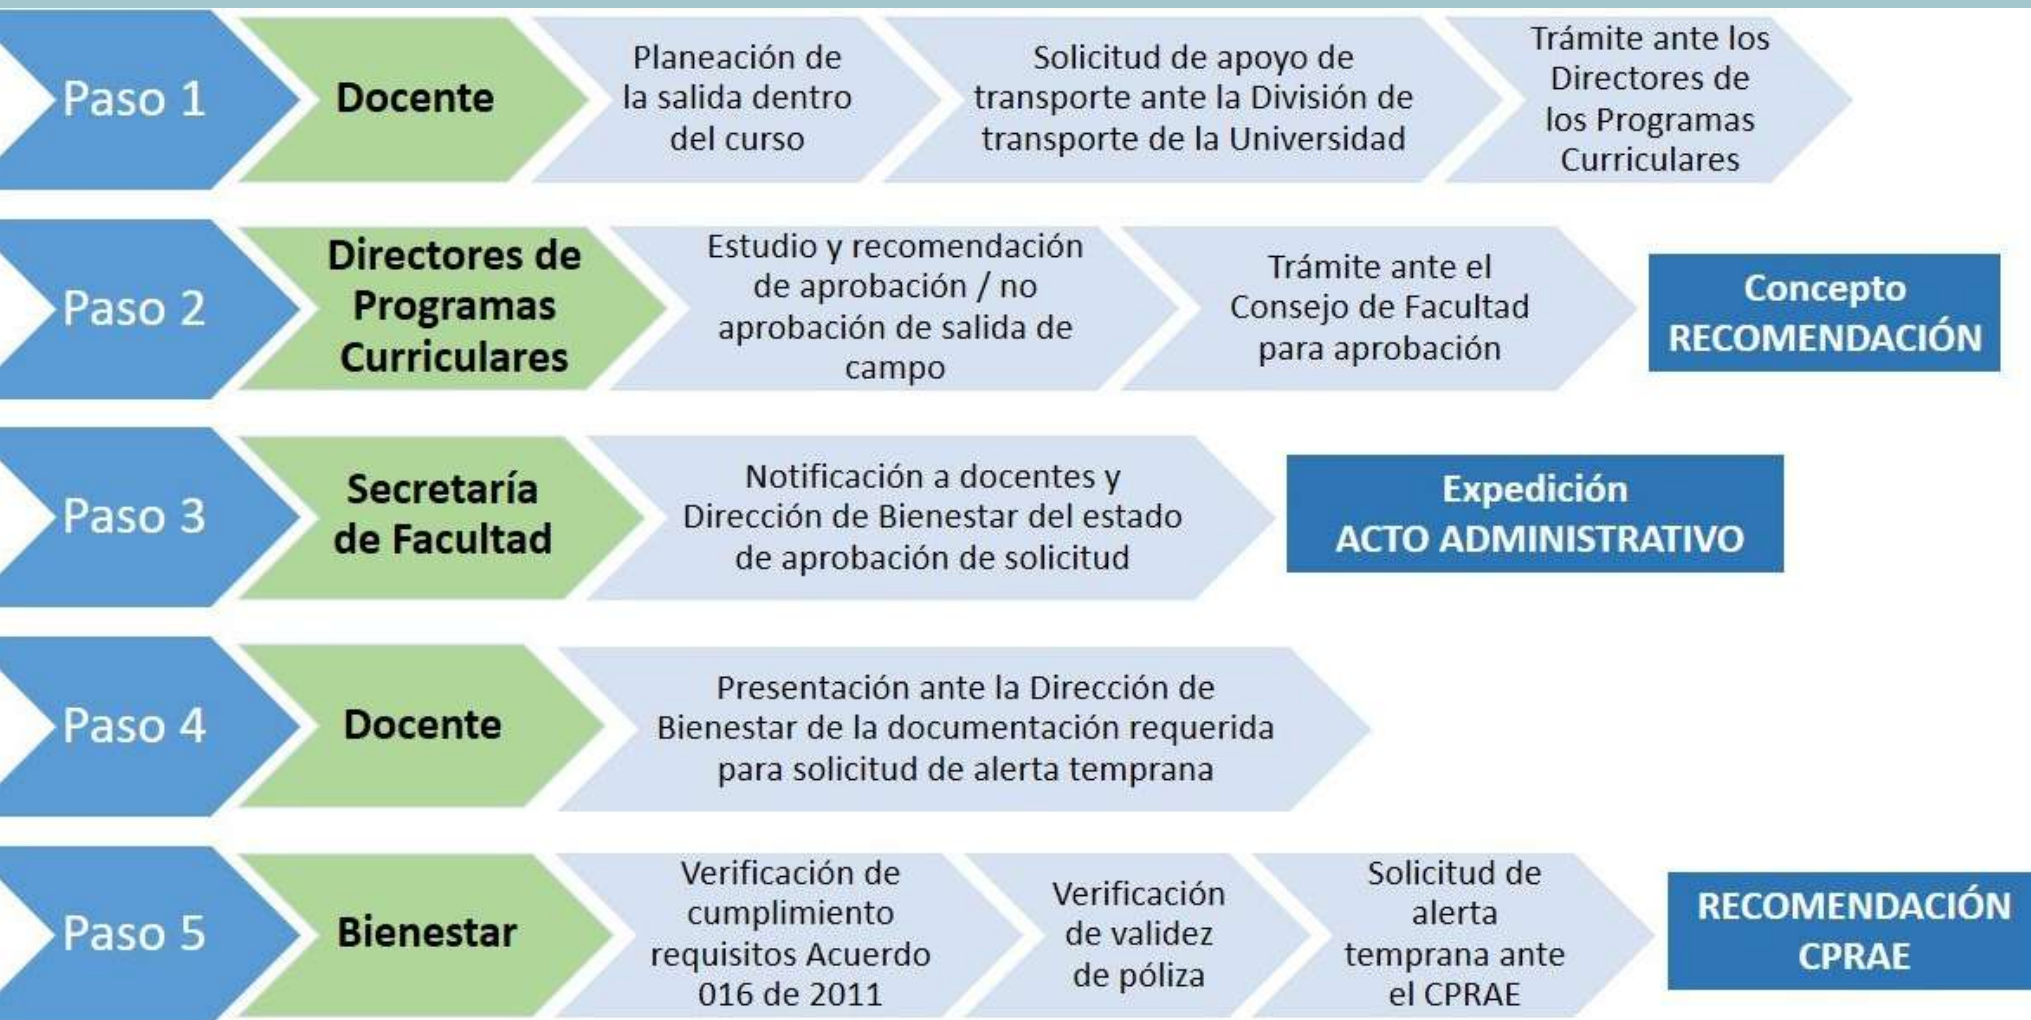 Paso 1
Docente
Planeación de
la salida dentro
del curso
Solicitud de apoyo de
transporte ante la División de
transporte de la Universidad
Trámite ante los
Directores de
los Programas
Curriculares
Paso 2
Directores de
Programas
Curriculares
Estudio y recomendación
de aprobación / no
aprobación de salida de
campo
Trámite ante el
Consejo de Facultad
para aprobación
Concepto
RECOMENDACIÓN
Paso 3
Secretaría
de Facultad
Notificación a docentes y
Dirección de Bienestar del estado
de aprobación de solicitud
Expedición
ACTO ADMINISTRATIVO
Paso 4
Docente
Presentación ante la Dirección de
Bienestar de la documentación requerida
para solicitud de alerta temprana
Paso 5
Bienestar
Verificación de
cumplimiento
requisitos Acuerdo
016 de 2011
Verificación
de validez
de póliza
Solicitud de
alerta
temprana ante
el CPRAE
RECOMENDACIÓN
CPRAE